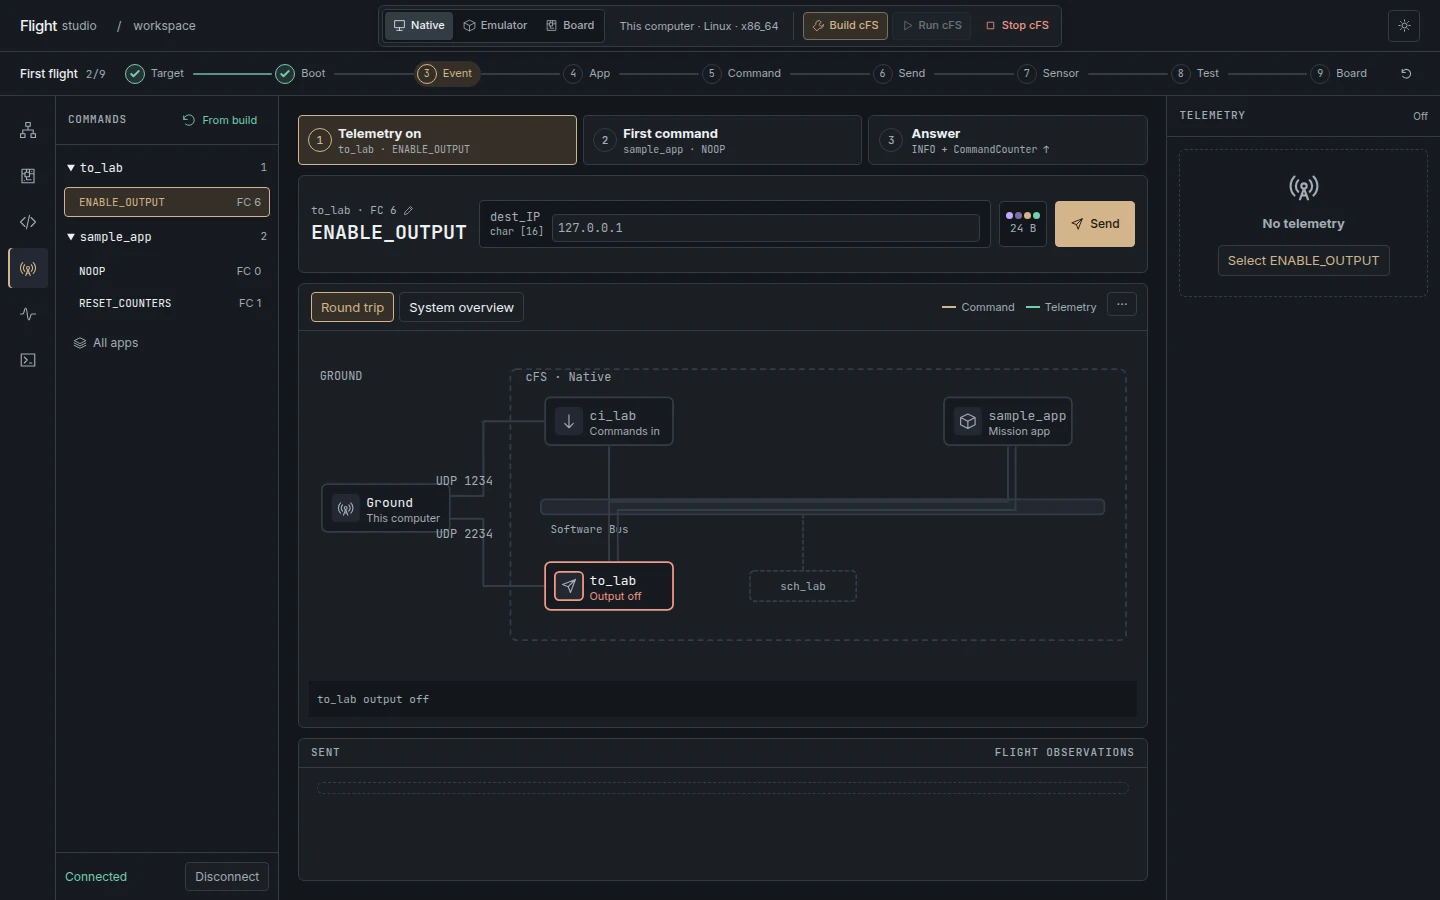 Flight studio / workspace
Native Emulator Board
This computer · Linux · x86_64
Build cFS Run cFS Stop cFS
First flight 2/9
Target Boot 3 Event 4 App 5 Command 6 Send 7 Sensor 8 Test 9 Board
COMMANDS From build
to_lab 1
ENABLE_OUTPUT FC 6
sample_app 2
NOOP FC 0
RESET_COUNTERS FC 1
All apps
Connected Disconnect
1 Telemetry on
to_lab · ENABLE_OUTPUT
2 First command
sample_app · NOOP
3 Answer
INFO + CommandCounter ↑
to_lab · FC 6
ENABLE_OUTPUT
dest_IP
char [16]
127.0.0.1
24 B
Send
Round trip System overview
Command Telemetry ...
GROUND
cFS · Native
ci_lab
Commands in
sample_app
Mission app
UDP 1234
Ground
This computer
UDP 2234
Software Bus
to_lab
Output off
sch_lab
to_lab output off
SENT FLIGHT OBSERVATIONS
TELEMETRY Off
No telemetry
Select ENABLE_OUTPUT